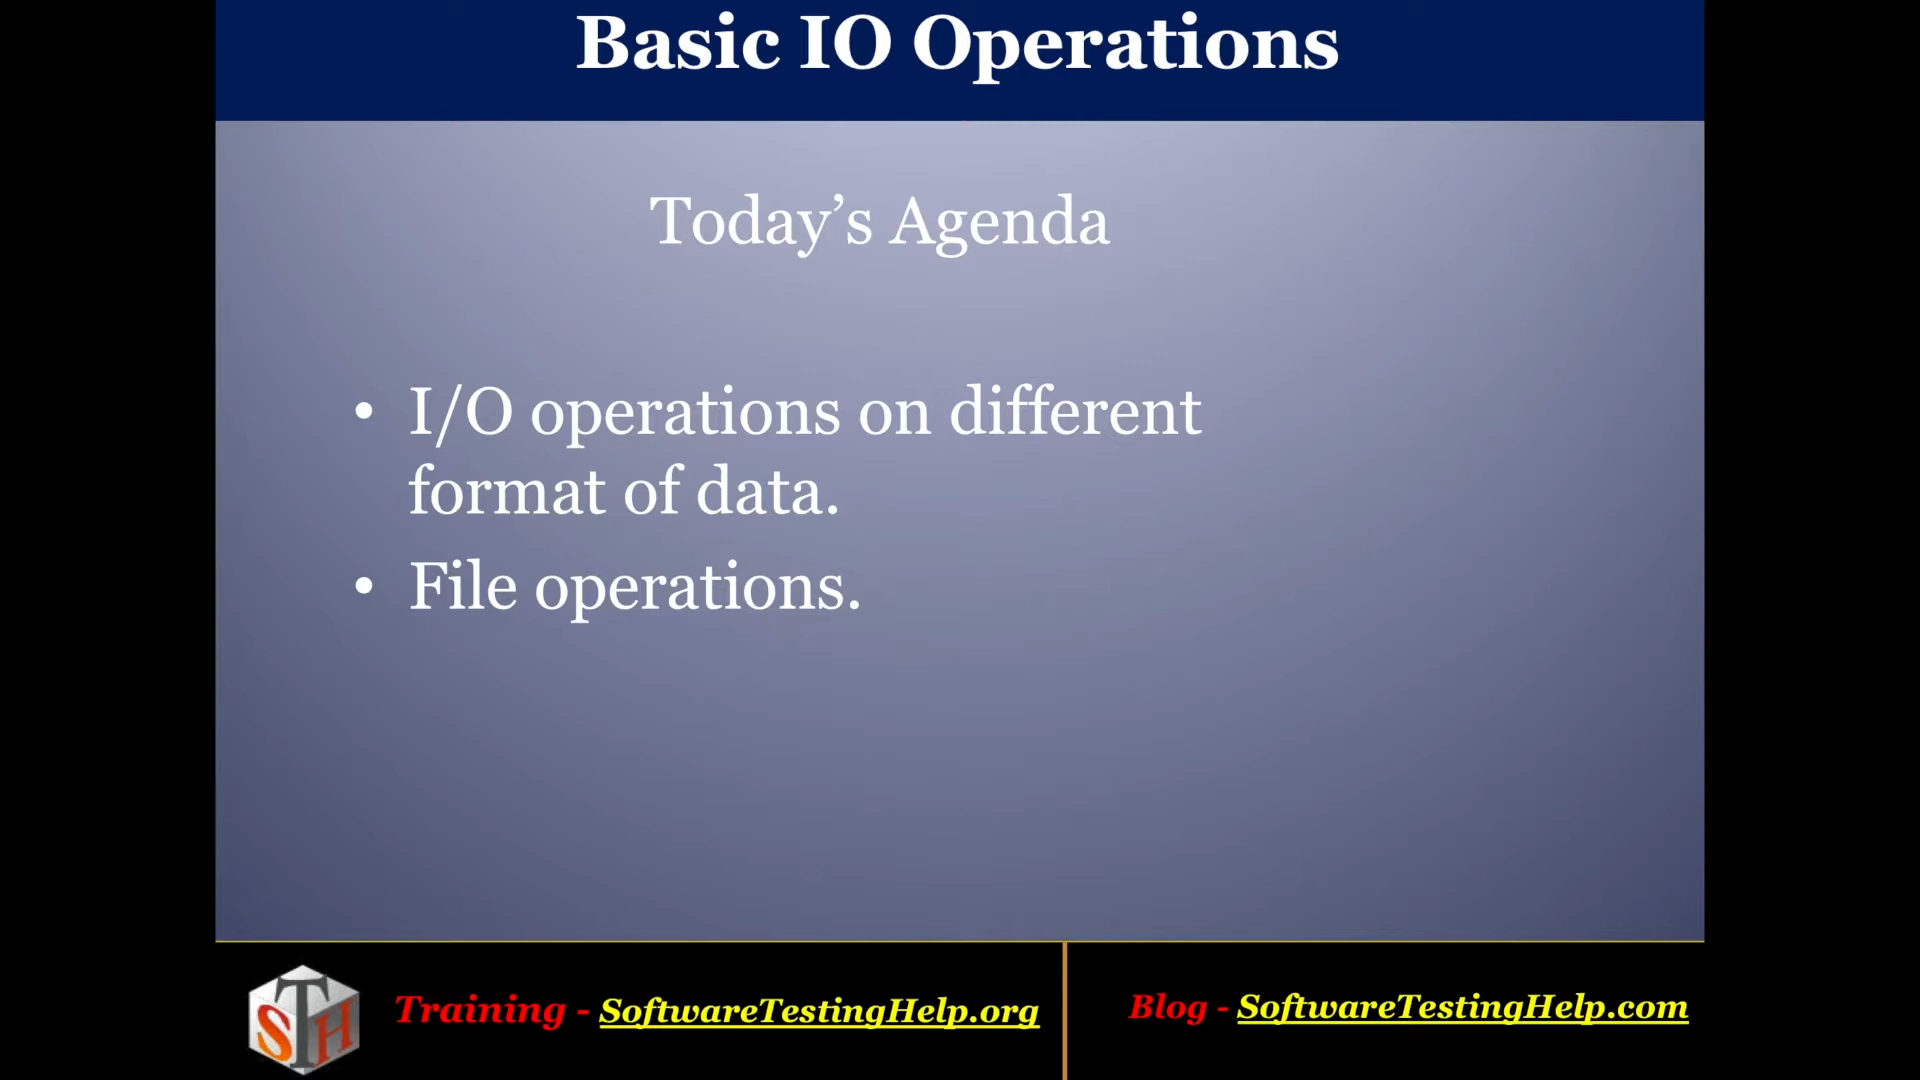 Basic IO Operations
Today’s Agenda
• I/O operations on different
format of data.
• File operations.
STH
Training - SoftwareTestingHelp.org
Blog - SoftwareTestingHelp.com